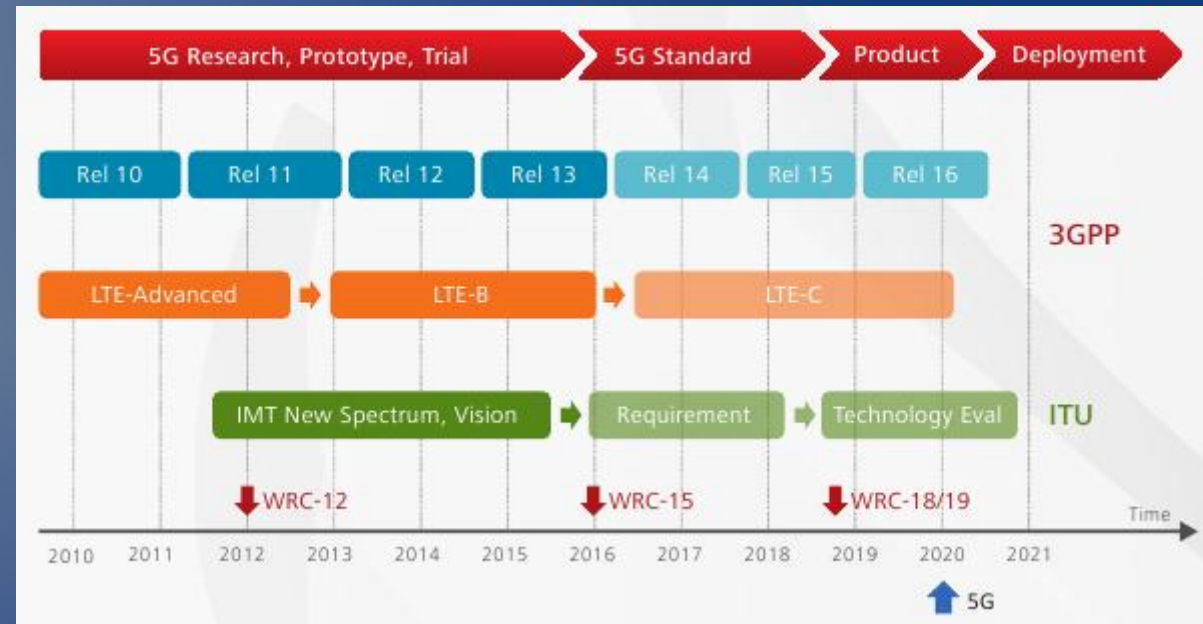 5G Research, Prototype, Trial 5G Standard Product Deployment
Rel 10 Rel 11 Rel 12 Rel 13 Rel 14 Rel 15 Rel 16
3GPP
LTE-Advanced LTE-B LTE-C
IMT New Spectrum, Vision Requirement Technology Eval ITU
WRC-12 WRC-15 WRC-18/19
Time
2010 2011 2012 2013 2014 2015 2016 2017 2018 2019 2020 2021
5G